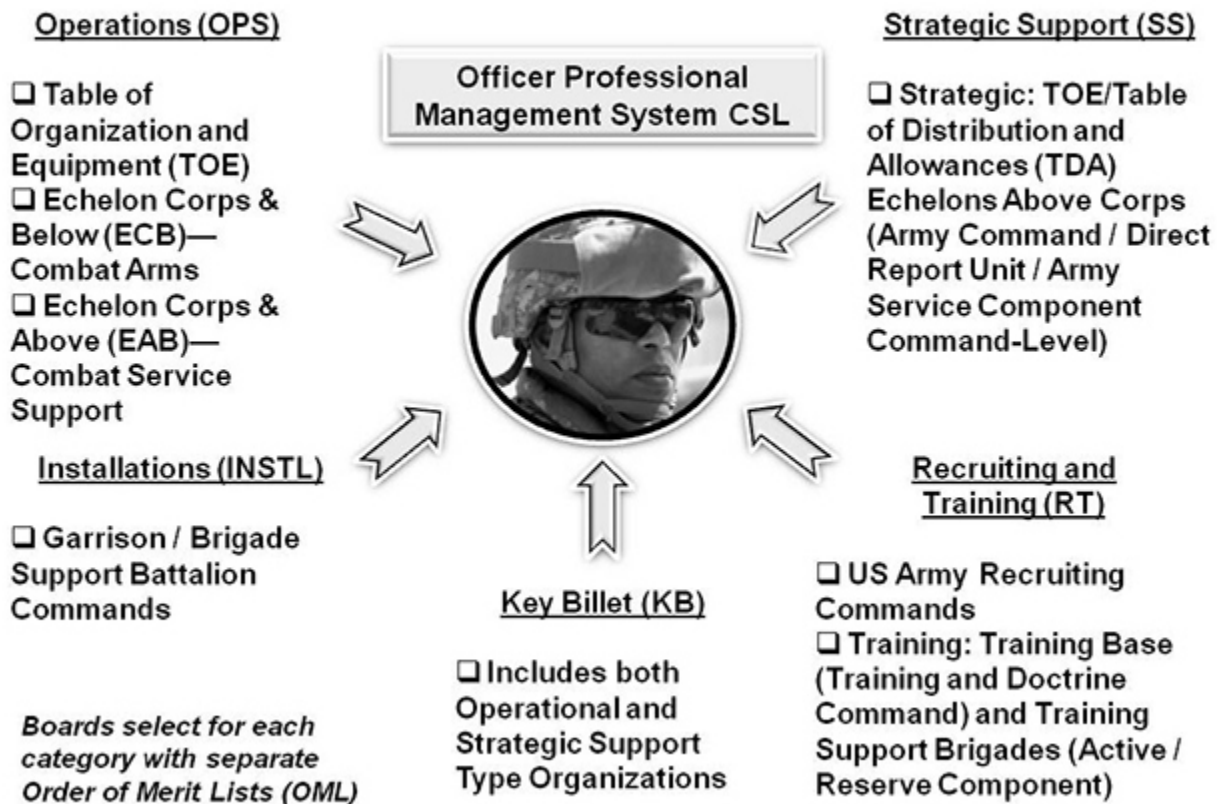 Officer Professional
Management System CSL
Operations (OPS)
❑ Table of
Organization and
Equipment (TOE)
❑ Echelon Corps &
Below (ECB)—
Combat Arms
❑ Echelon Corps &
Above (EAB)—
Combat Service
Support
Strategic Support (SS)
❑ Strategic: TOE/Table
of Distribution and
Allowances (TDA)
Echelons Above Corps
(Army Command / Direct
Report Unit / Army
Service Component
Command-Level)
Installations (INSTL)
❑ Garrison / Brigade
Support Battalion
Commands
Key Billet (KB)
❑ Includes both
Operational and
Strategic Support
Type Organizations
Recruiting and
Training (RT)
❑ US Army Recruiting
Commands
❑ Training: Training Base
(Training and Doctrine
Command) and Training
Support Brigades (Active /
Reserve Component)
Boards select for each
category with separate
Order of Merit Lists (OML)